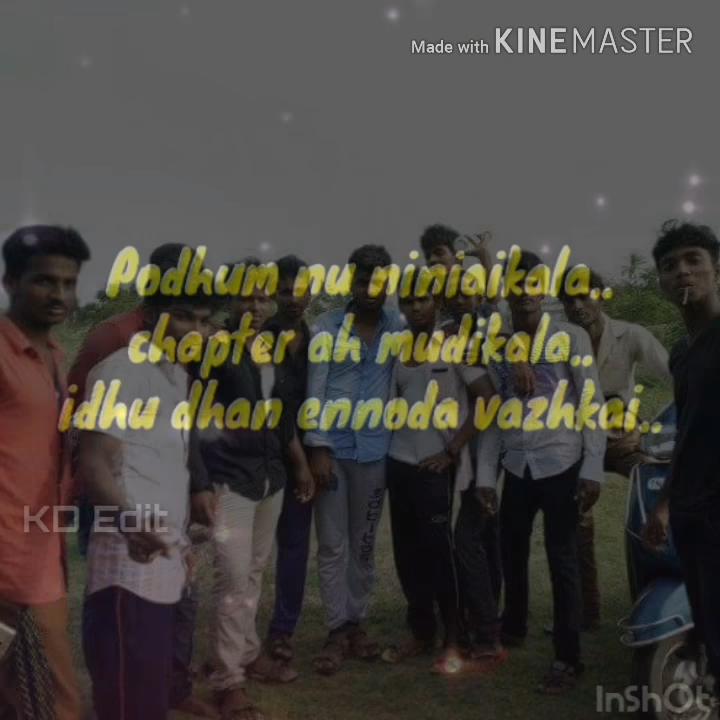 Made with KINEMASTER
Podhum nu niniaikala..
chapter ah mudikala..
idhu dhan ennoda vazhkai..
KD Edit
InShOt